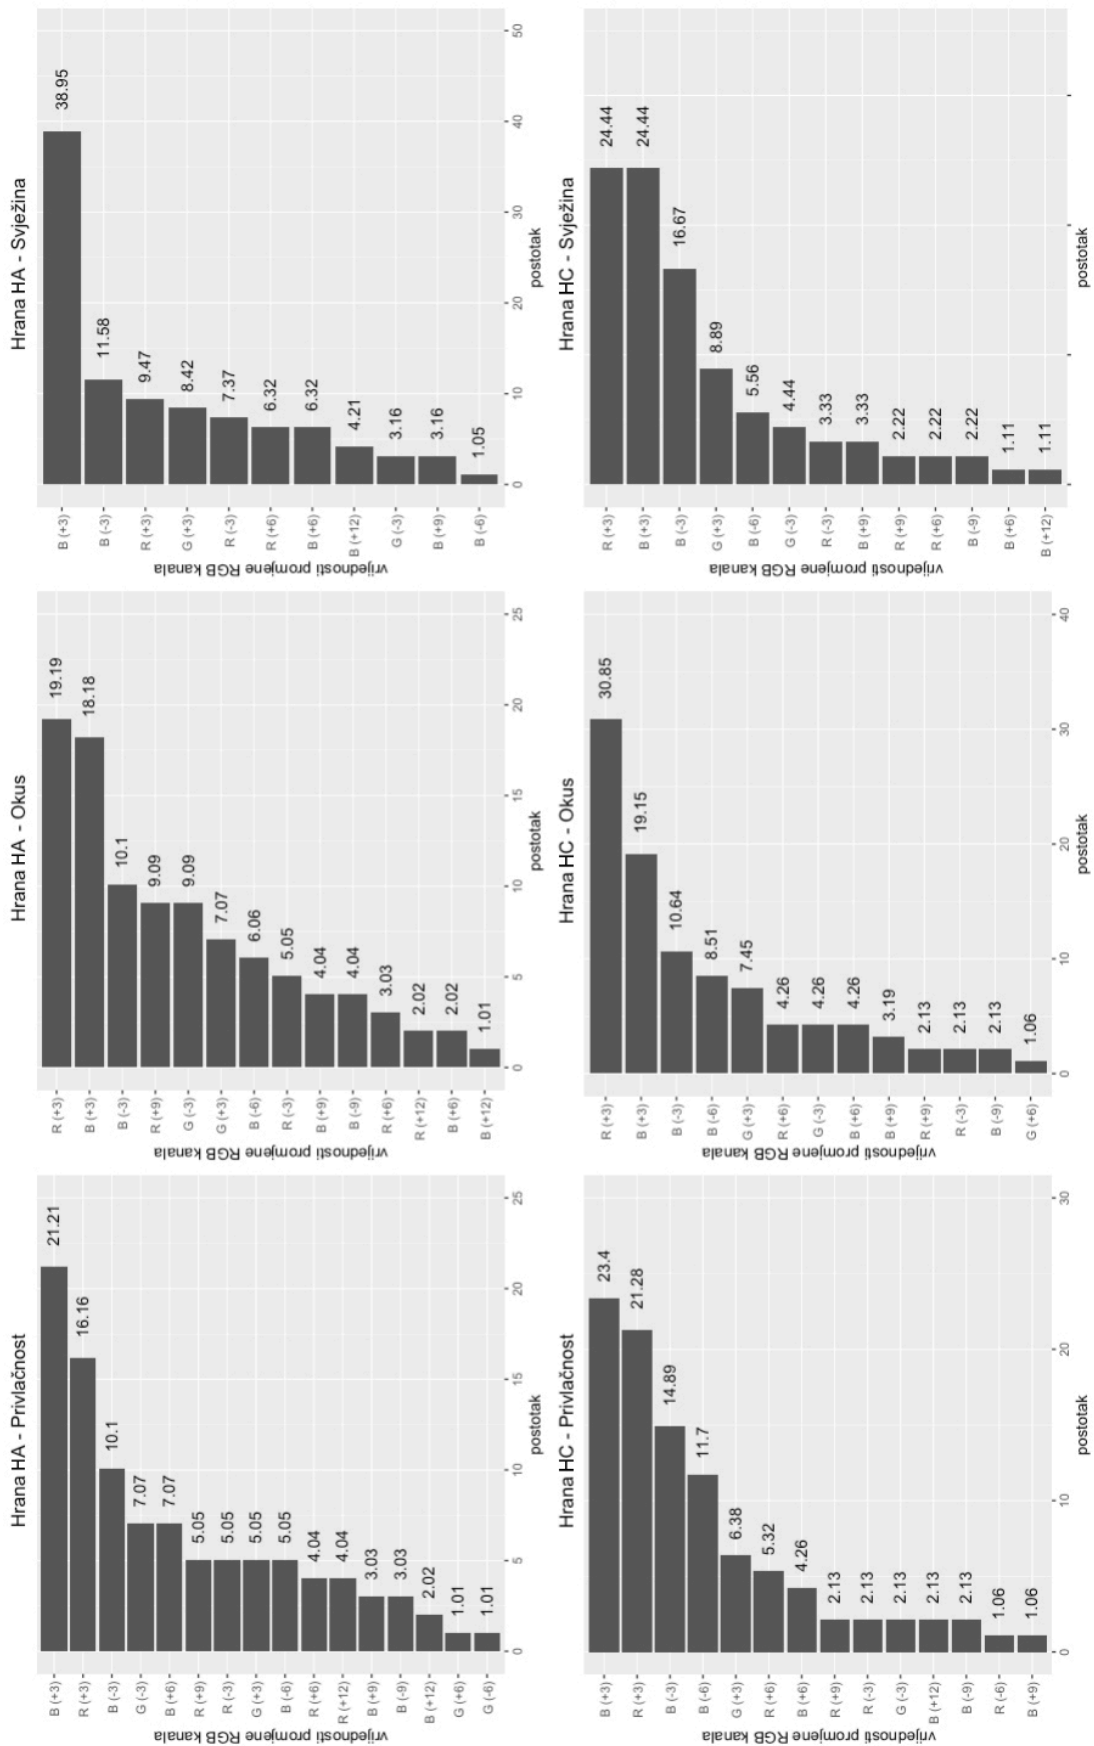 Hrana HA - Privlačnost
vrijednosti promjene RGB kanala
B (+3) 21.21
R (+3) 16.16
B (-3) 10.1
G (-3) 7.07
B (+6) 7.07
R (+9) 5.05
R (-3) 5.05
G (+3) 5.05
B (-6) 5.05
R (+6) 4.04
R (+12) 4.04
B (+9) 3.03
B (-9) 3.03
B (+12) 2.02
G (+6) 1.01
G (-6) 1.01
0 5 10 15 20 25
postotak
Hrana HA - Okus
vrijednosti promjene RGB kanala
R (+3) 19.19
B (+3) 18.18
B (-3) 10.1
R (+9) 9.09
G (-3) 9.09
G (+3) 7.07
B (-6) 6.06
R (-3) 5.05
B (+9) 4.04
B (-9) 4.04
R (+6) 3.03
R (+12) 2.02
B (+6) 2.02
B (+12) 1.01
0 5 10 15 20 25
postotak
Hrana HA - Svježina
vrijednosti promjene RGB kanala
B (+3) 38.95
B (-3) 11.58
R (+3) 9.47
G (+3) 8.42
R (-3) 7.37
R (+6) 6.32
B (+6) 6.32
B (+12) 4.21
G (-3) 3.16
B (+9) 3.16
B (-6) 1.05
0 10 20 30 40 50
postotak
Hrana HC - Privlačnost
vrijednosti promjene RGB kanala
B (+3) 23.4
R (+3) 21.28
B (-3) 14.89
B (-6) 11.7
G (+3) 6.38
R (+6) 5.32
B (+6) 4.26
R (+9) 2.13
R (-3) 2.13
G (-3) 2.13
B (+12) 2.13
B (-9) 2.13
R (-6) 1.06
B (+9) 1.06
0 10 20 30
postotak
Hrana HC - Okus
vrijednosti promjene RGB kanala
R (+3) 30.85
B (+3) 19.15
B (-3) 10.64
B (-6) 8.51
G (+3) 7.45
R (+6) 4.26
G (-3) 4.26
B (+6) 4.26
B (+9) 3.19
R (+9) 2.13
R (-3) 2.13
B (-9) 2.13
G (+6) 1.06
0 10 20 30 40
postotak
Hrana HC - Svježina
vrijednosti promjene RGB kanala
R (+3) 24.44
B (+3) 24.44
B (-3) 16.67
G (+3) 8.89
B (-6) 5.56
G (-3) 4.44
R (-3) 3.33
B (+9) 3.33
R (+9) 2.22
R (+6) 2.22
B (-9) 2.22
B (+6) 1.11
B (+12) 1.11
postotak